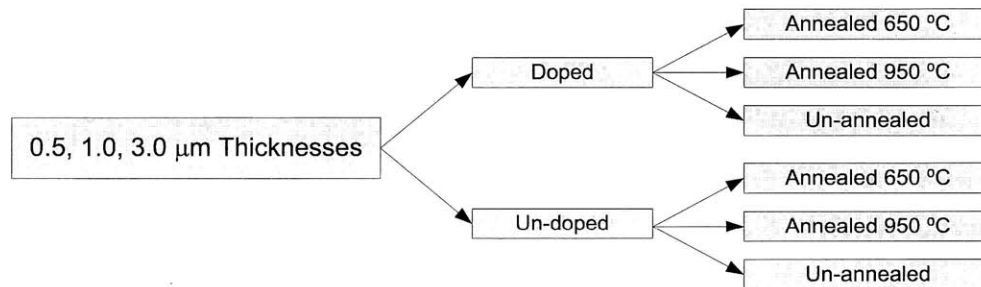 0.5, 1.0, 3.0 μm Thicknesses
Doped
Annealed 650 ºC
Annealed 950 ºC
Un-annealed
Un-doped
Annealed 650 ºC
Annealed 950 ºC
Un-annealed